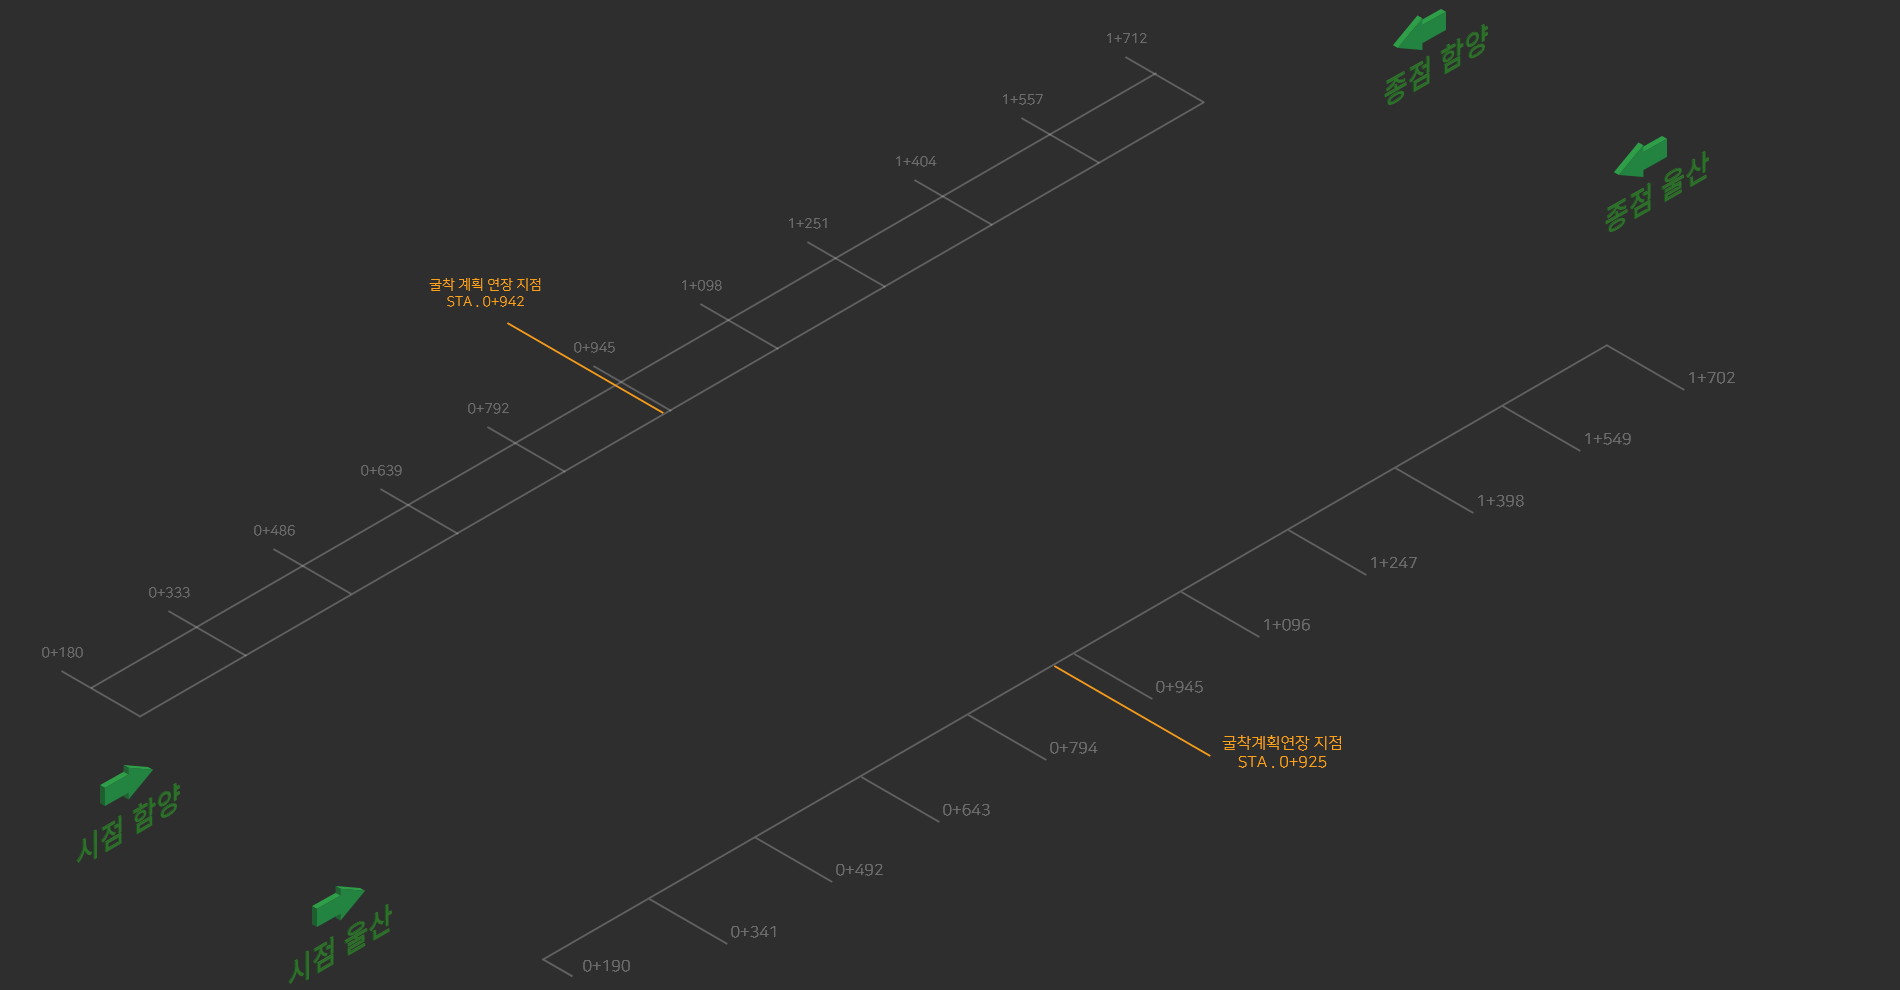 1+712
종점 함양
1+557
1+404
종점 울산
1+251
굴착 계획 연장 지점
STA . 0+942
1+098
0+945
0+792
0+639
0+486
0+333
0+180
시점 함양
시점 울산
1+702
1+549
1+398
1+247
1+096
0+945
굴착계획연장 지점
STA . 0+925
0+794
0+643
0+492
0+341
0+190